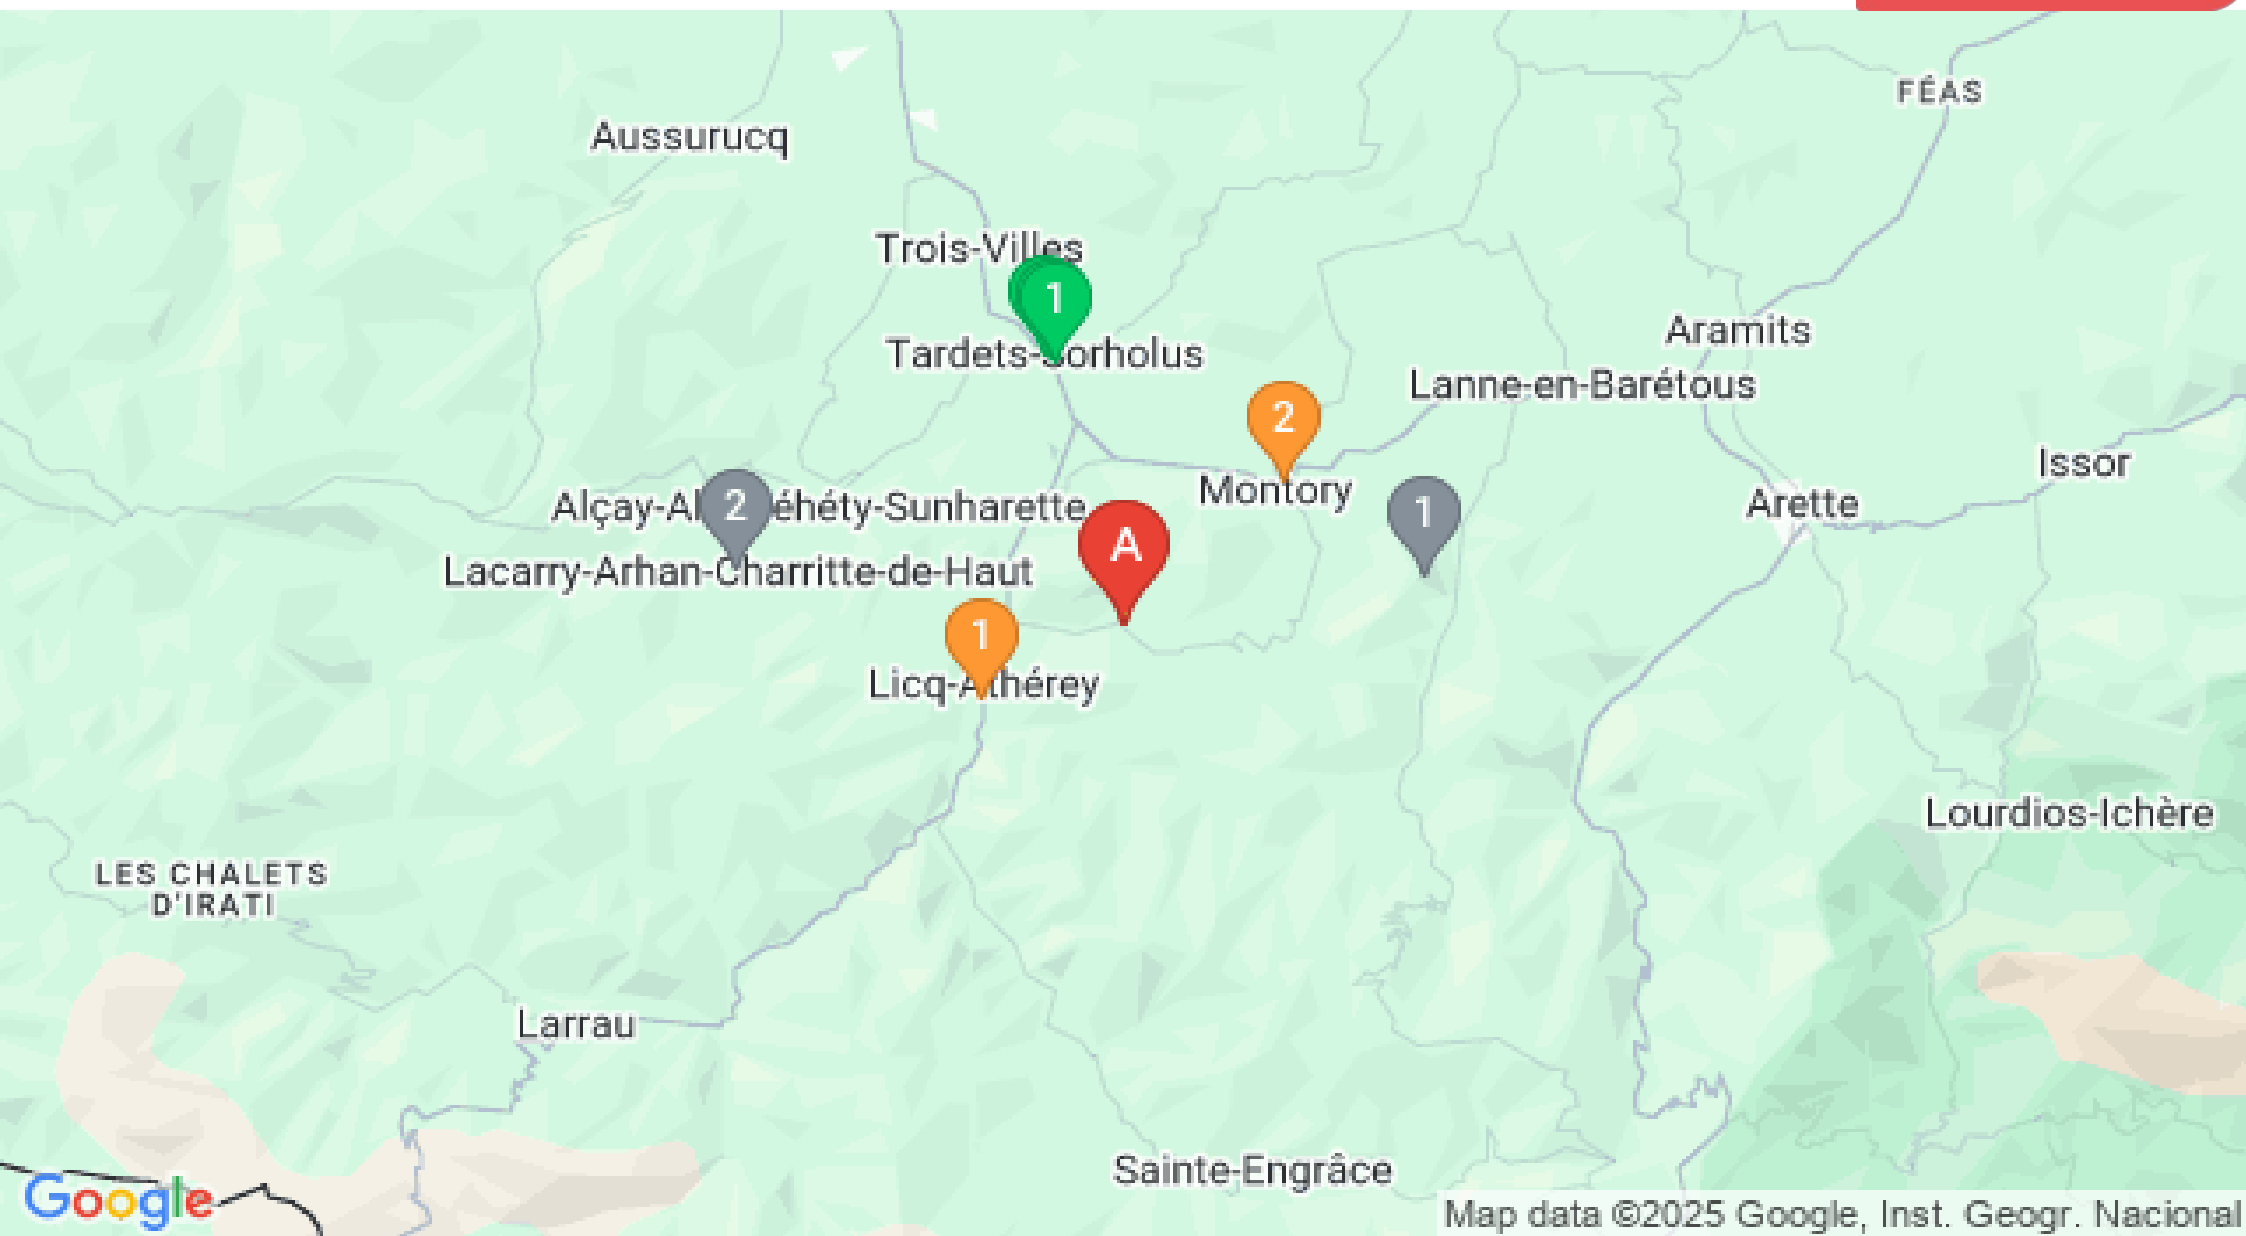 FÉAS
Aussurucq
Trois-Villes
1
Aramits
Tardets-Sorholus
Lanne-en-Barétous
2
Issor
Montory
Arette
2
1
Alçay-Al éhéty-Sunharette
A
Lacarry-Arhan-Charritte-de-Haut
1
Licq-Athérey
Lourdios-Ichère
LES CHALETS
D'IRATI
Larrau
Sainte-Engrâce
Google
Map data ©2025 Google, Inst. Geogr. Nacional